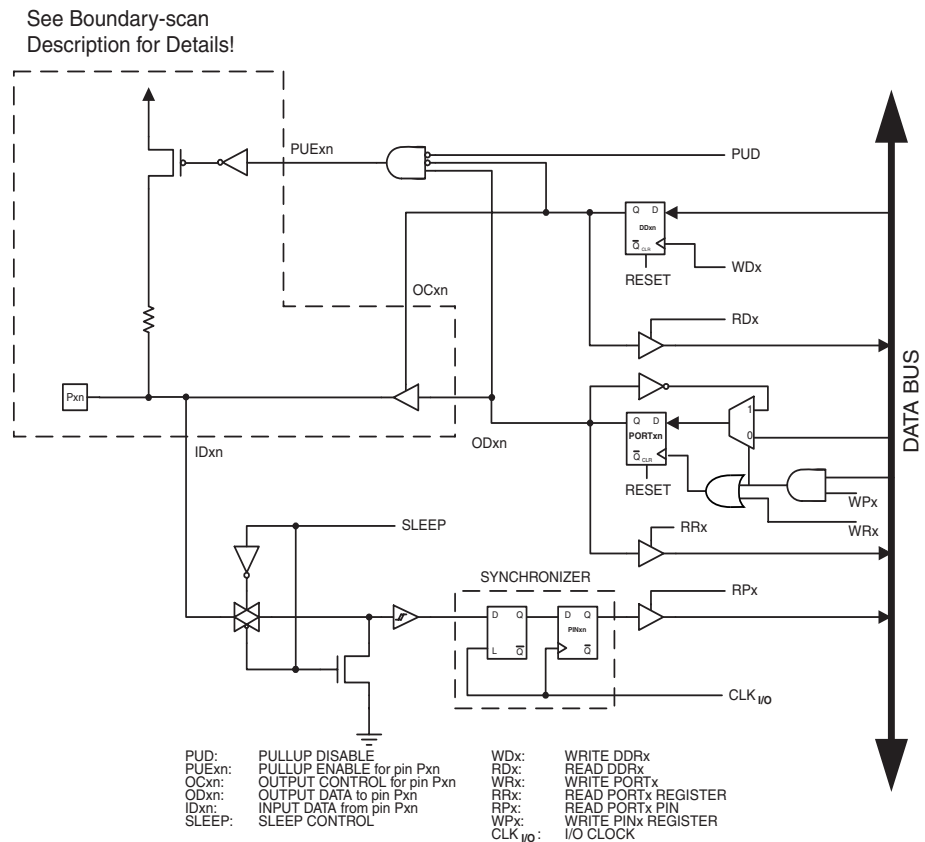 See Boundary-scan
Description for Details!
PUExn
PUD
Q D
DDxn
Q CLR
WDx
RESET
OCxn
RDx
Pxn
1
Q D
PORTxn
0
ODxn
Q CLR
IDxn
RESET
WPx
WRx
SLEEP
RRx
SYNCHRONIZER
RPx
D Q
D Q
PINxn
L Q
Q
CLK I/O
DATA BUS
PUD: PULLUP DISABLE
PUExn: PULLUP ENABLE for pin Pxn
OCxn: OUTPUT CONTROL for pin Pxn
ODxn: OUTPUT DATA to pin Pxn
IDxn: INPUT DATA from pin Pxn
SLEEP: SLEEP CONTROL
WDx: WRITE DDRx
RDx: READ DDRx
WRx: WRITE PORTx
RRx: READ PORTx REGISTER
RPx: READ PORTx PIN
WPx: WRITE PINx REGISTER
CLK I/O : I/O CLOCK